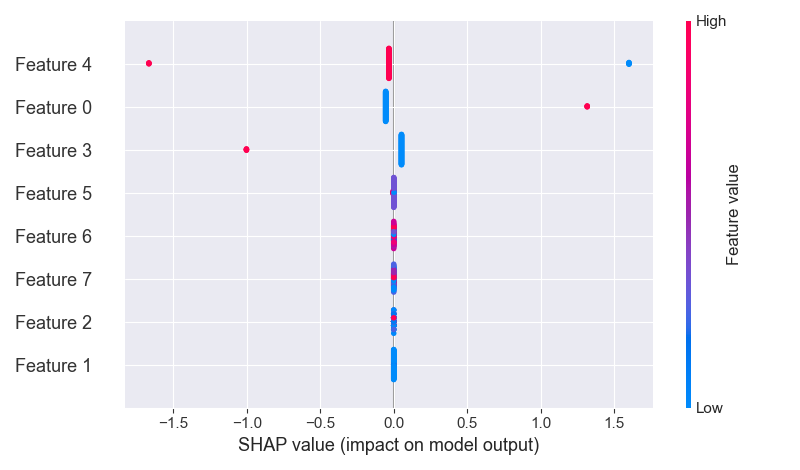 High
Feature 4
Feature 0
Feature 3
Feature 5
Feature 6
Feature 7
Feature 2
Feature 1
Feature value
Low
−1.5 −1.0 −0.5 0.0 0.5 1.0 1.5
SHAP value (impact on model output)